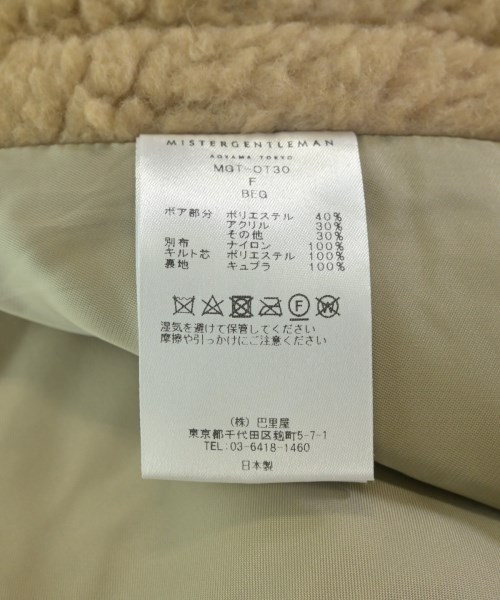 MISTERGENTLEMAN
AOYAMA TOKYO
MGT-OT30
F
BEG
ボア部分 ポリエステル 40%
アクリル 30%
その他 30%
別布 ナイロン 100%
キルト芯 ポリエステル 100%
裏地 キュプラ 100%
F W
湿気を避けて保管してください
摩擦や引っかけにご注意ください
(株) 巴里屋
東京都千代田区麹町5-7-1
TEL:03-6418-1460
日本製